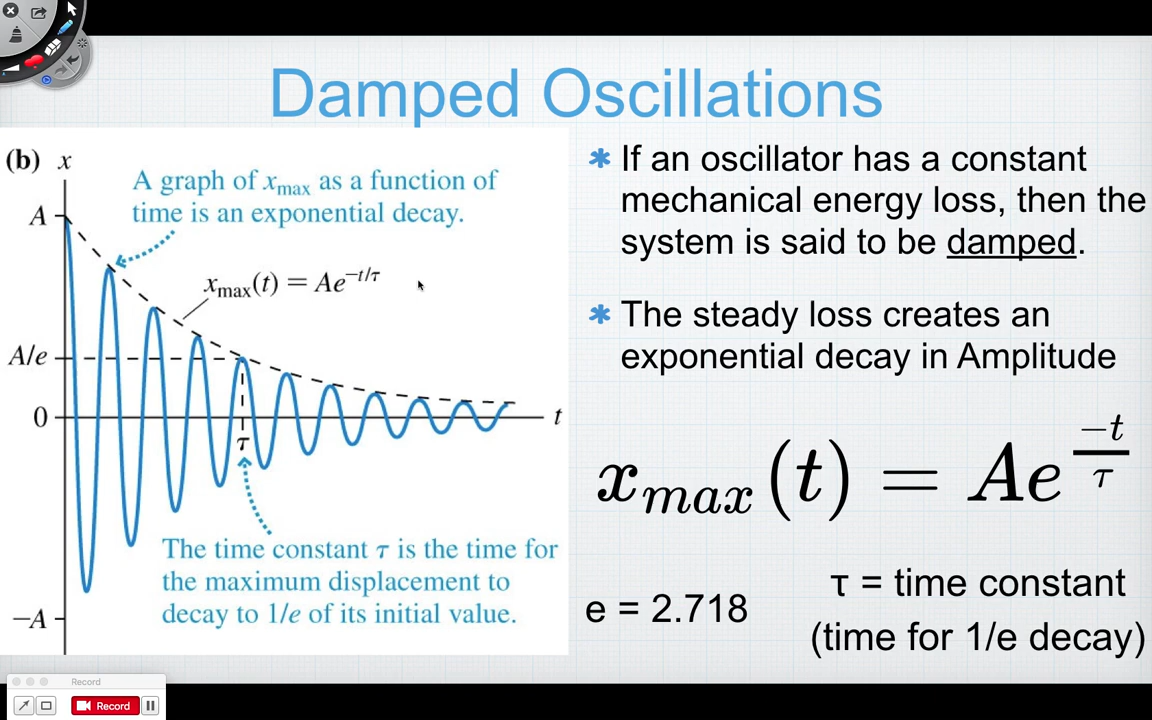 Damped Oscillations
(b) x
A graph of xmax as a function of
time is an exponential decay.
A
xmax(t) = Ae^−t/τ
A/e
0
t
τ
The time constant τ is the time for
the maximum displacement to
decay to 1/e of its initial value.
−A
* If an oscillator has a constant
mechanical energy loss, then the
system is said to be damped.
* The steady loss creates an
exponential decay in Amplitude
xmax(t) = Ae^−t/τ
e = 2.718
τ = time constant
(time for 1/e decay)
Record
Record